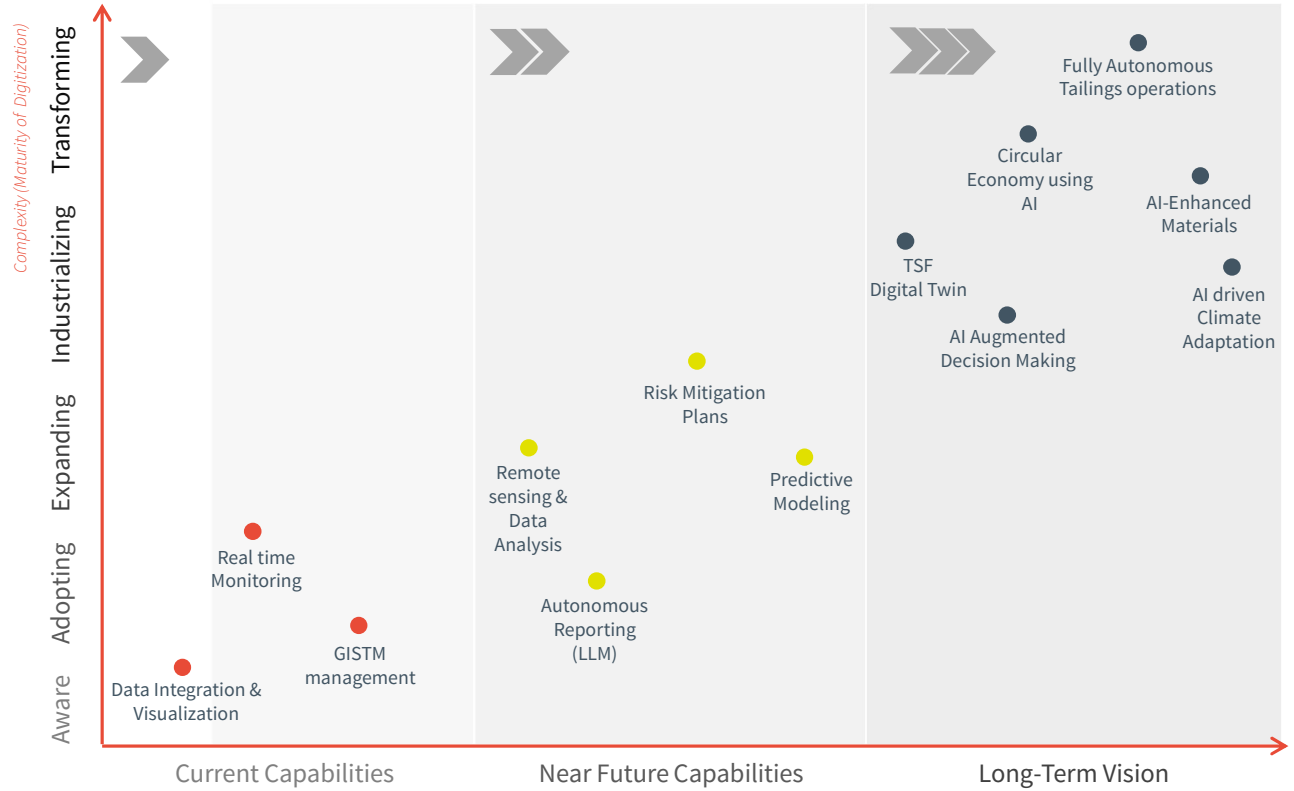 Complexity (Maturity of Digitization)
Transforming
Industrializing
Expanding
Adopting
Aware
Fully Autonomous
Tailings operations
Circular
Economy using
AI
AI-Enhanced
Materials
TSF
Digital Twin
AI driven
Climate
Adaptation
AI Augmented
Decision Making
Risk Mitigation
Plans
Remote
sensing &
Data
Analysis
Predictive
Modeling
Real time
Monitoring
Autonomous
Reporting
(LLM)
GISTM
management
Data Integration &
Visualization
Current Capabilities
Near Future Capabilities
Long-Term Vision